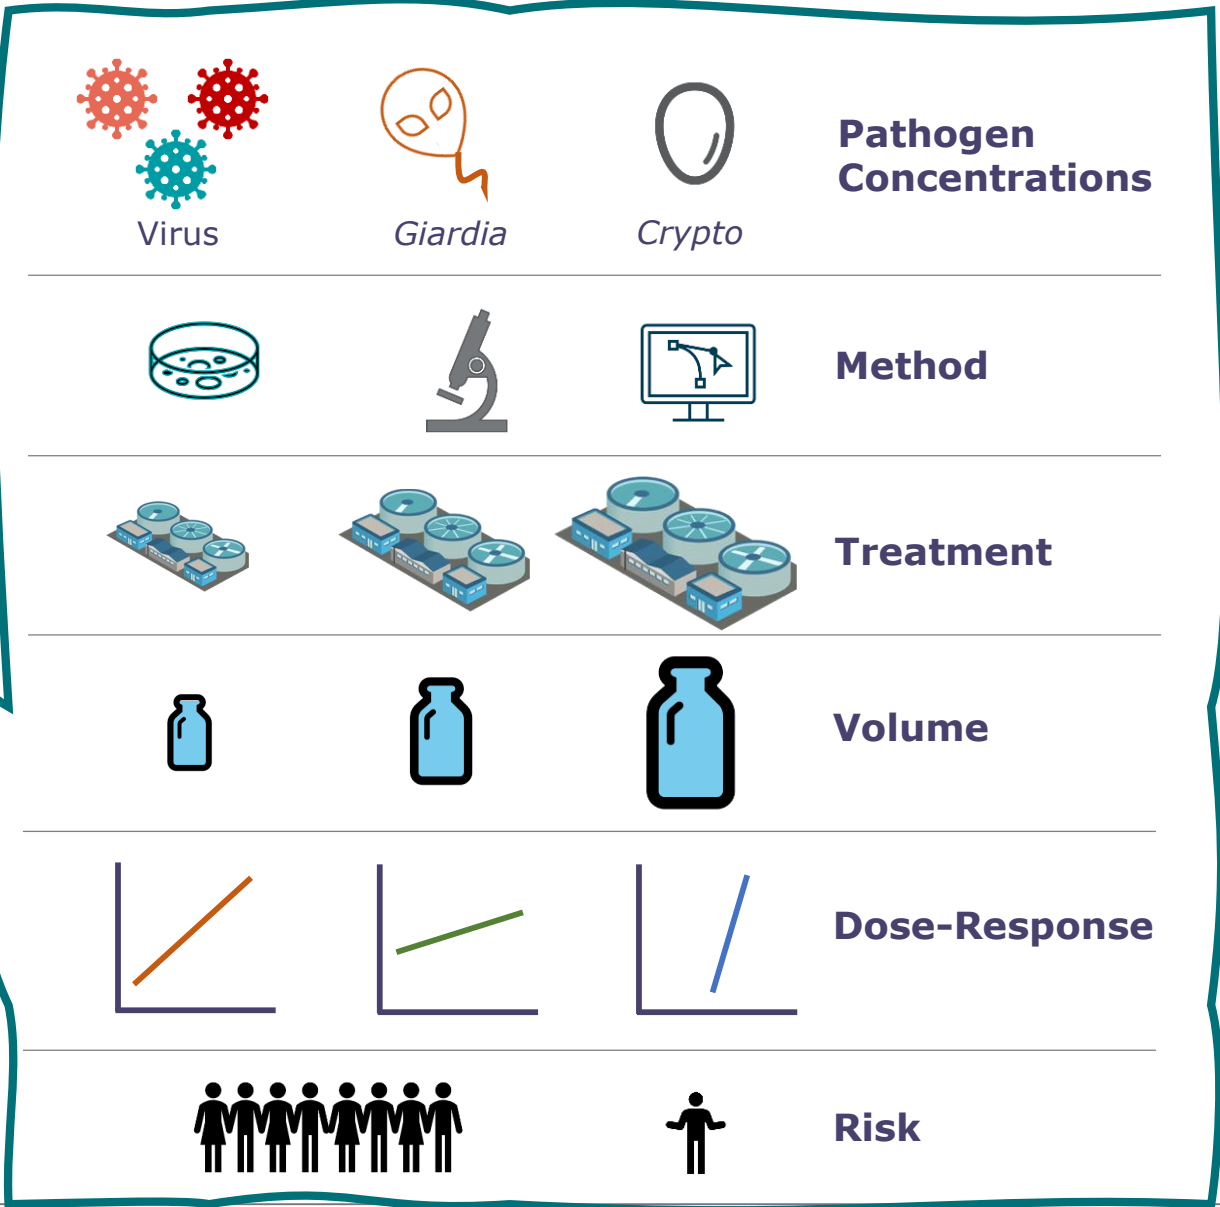 Virus
Giardia
Crypto
Pathogen
Concentrations
Method
Treatment
Volume
Dose-Response
Risk